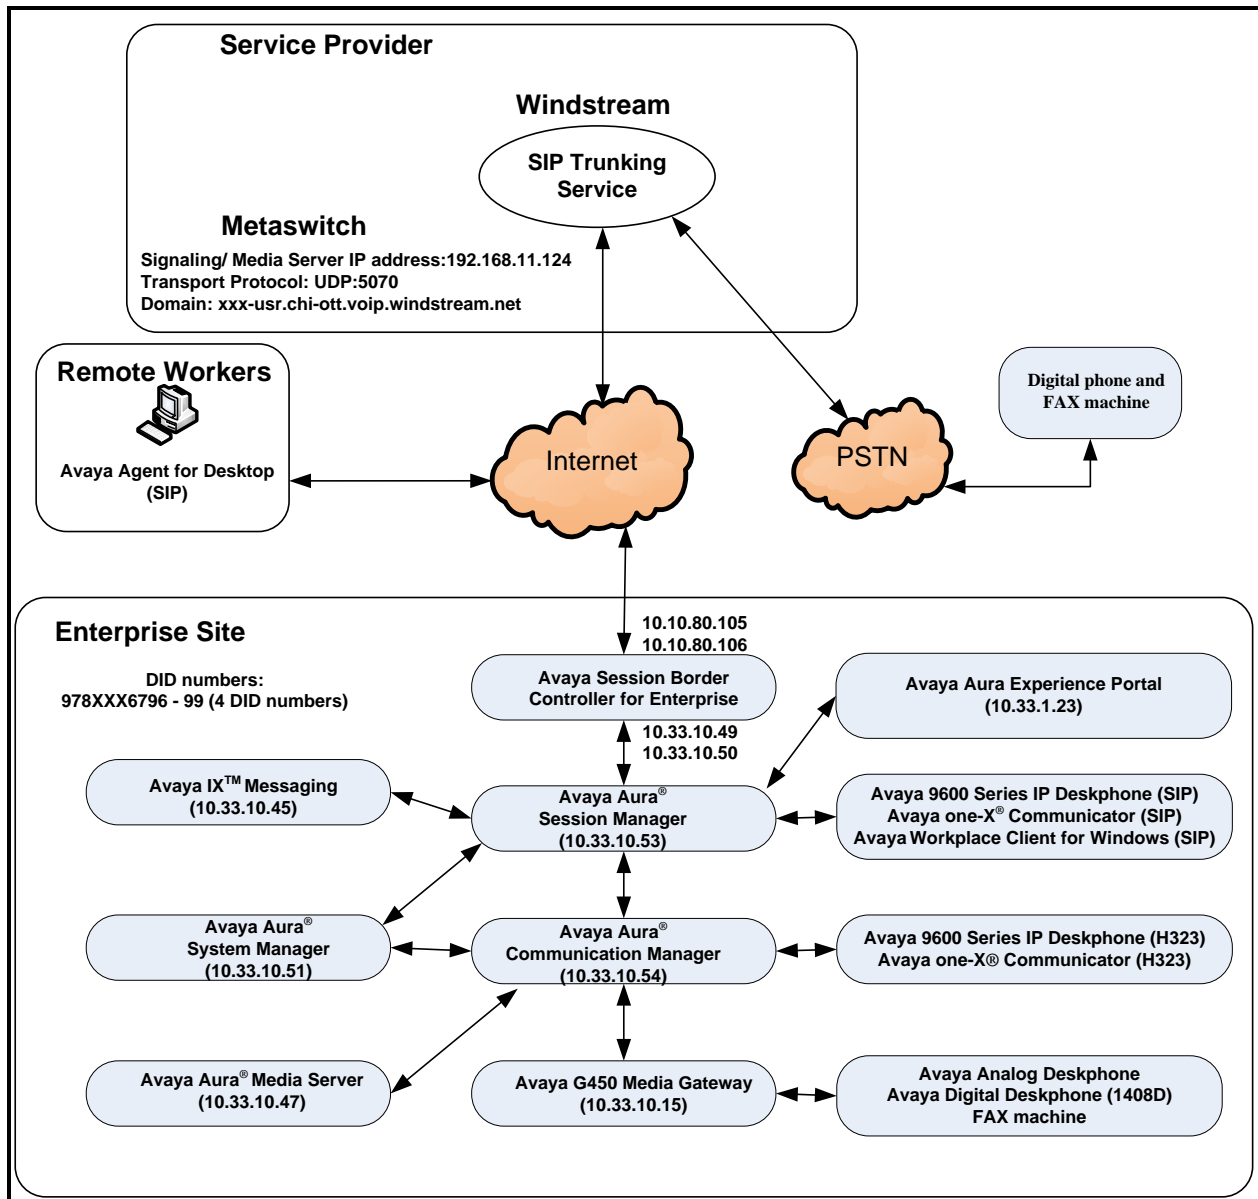 Service Provider
Windstream
SIP Trunking
Service
Metaswitch
Signaling/ Media Server IP address:192.168.11.124
Transport Protocol: UDP:5070
Domain: xxx-usr.chi-ott.voip.windstream.net
Remote Workers
Avaya Agent for Desktop
(SIP)
Internet
PSTN
Digital phone and
FAX machine
Enterprise Site
DID numbers:
978XXX6796 - 99 (4 DID numbers)
10.10.80.105
10.10.80.106
Avaya Session Border
Controller for Enterprise
10.33.10.49
10.33.10.50
Avaya Aura Experience Portal
(10.33.1.23)
Avaya IX™ Messaging
(10.33.10.45)
Avaya Aura®
Session Manager
(10.33.10.53)
Avaya 9600 Series IP Deskphone (SIP)
Avaya one-X® Communicator (SIP)
Avaya Workplace Client for Windows (SIP)
Avaya Aura®
System Manager
(10.33.10.51)
Avaya Aura®
Communication Manager
(10.33.10.54)
Avaya 9600 Series IP Deskphone (H323)
Avaya one-X® Communicator (H323)
Avaya Aura® Media Server
(10.33.10.47)
Avaya G450 Media Gateway
(10.33.10.15)
Avaya Analog Deskphone
Avaya Digital Deskphone (1408D)
FAX machine